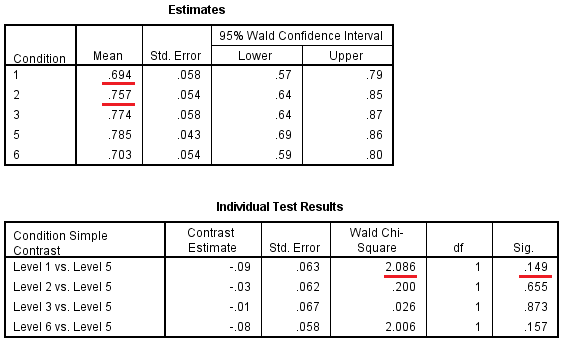 Estimates
95% Wald Confidence Interval
Condition Mean Std. Error Lower Upper
1 .694 .058 .57 .79
2 .757 .054 .64 .85
3 .774 .058 .64 .87
5 .785 .043 .69 .86
6 .703 .054 .59 .80
Individual Test Results
Condition Simple Contrast Contrast Estimate Std. Error Wald Chi-Square df Sig.
Level 1 vs. Level 5 -.09 .063 2.086 1 .149
Level 2 vs. Level 5 -.03 .062 .200 1 .655
Level 3 vs. Level 5 -.01 .067 .026 1 .873
Level 6 vs. Level 5 -.08 .058 2.006 1 .157